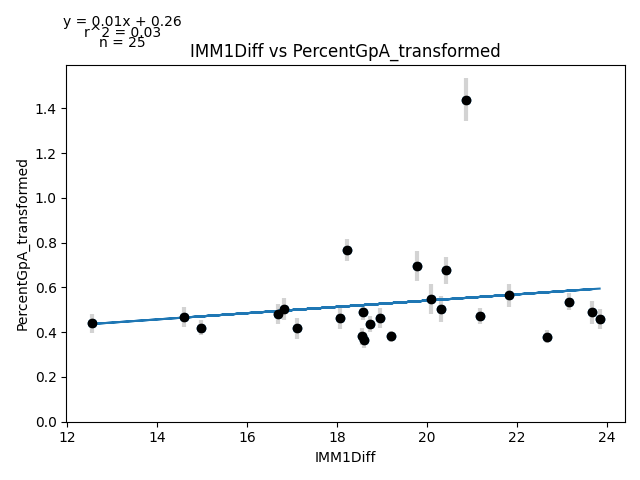 y = 0.01x + 0.26
r^2 = 0.03
n = 25
IMM1Diff vs PercentGpA_transformed
PercentGpA_transformed
1.4
1.2
1.0
0.8
0.6
0.4
0.2
0.0
12 14 16 18 20 22 24
IMM1Diff